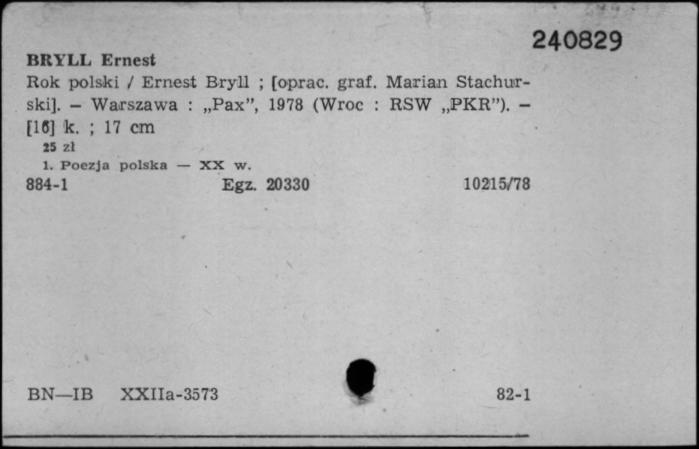 240829
BRYLL Ernest
Rok polski / Ernest Bryll ; [oprac. graf. Marian Stachur-
ski]. — Warszawa : „Pax”, 1978 (Wroc : RSW „PKR”). —
[16] k. ; 17 cm
25 zł
1. Poezja polska — XX w.
884-1 Egz. 20330 10215/78
BN—IB XXIIa-3573 82-1